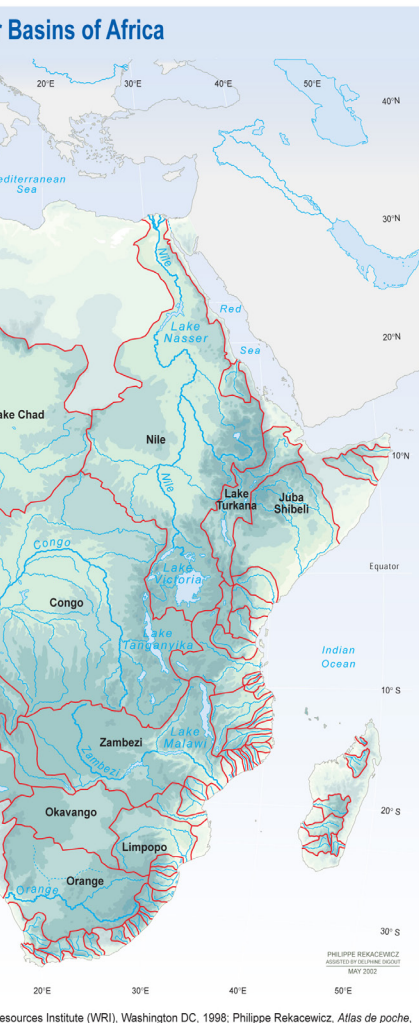 r Basins of Africa
20°E
30°E
40°E
50°E
40°N
editerranean
Sea
30°N
Nile
Red
Sea
Lake
Nasser
20°N
ake Chad
Nile
10°N
Nile
Lake
Turkana
Juba
Shibeli
Congo
Equator
Lake
Victoria
Congo
Lake
Tanganyika
Indian
Ocean
10° S
Lake
Malawi
Zambezi
Zambezi
Okavango
20° S
Limpopo
Orange
Orange
30° S
PHILIPPE REKACEWICZ
ASSISTED BY DELPHINE DIGOUT
MAY 2002
20°E
30°E
40°E
50°E
esources Institute (WRI), Washington DC, 1998; Philippe Rekacewicz, Atlas de poche,